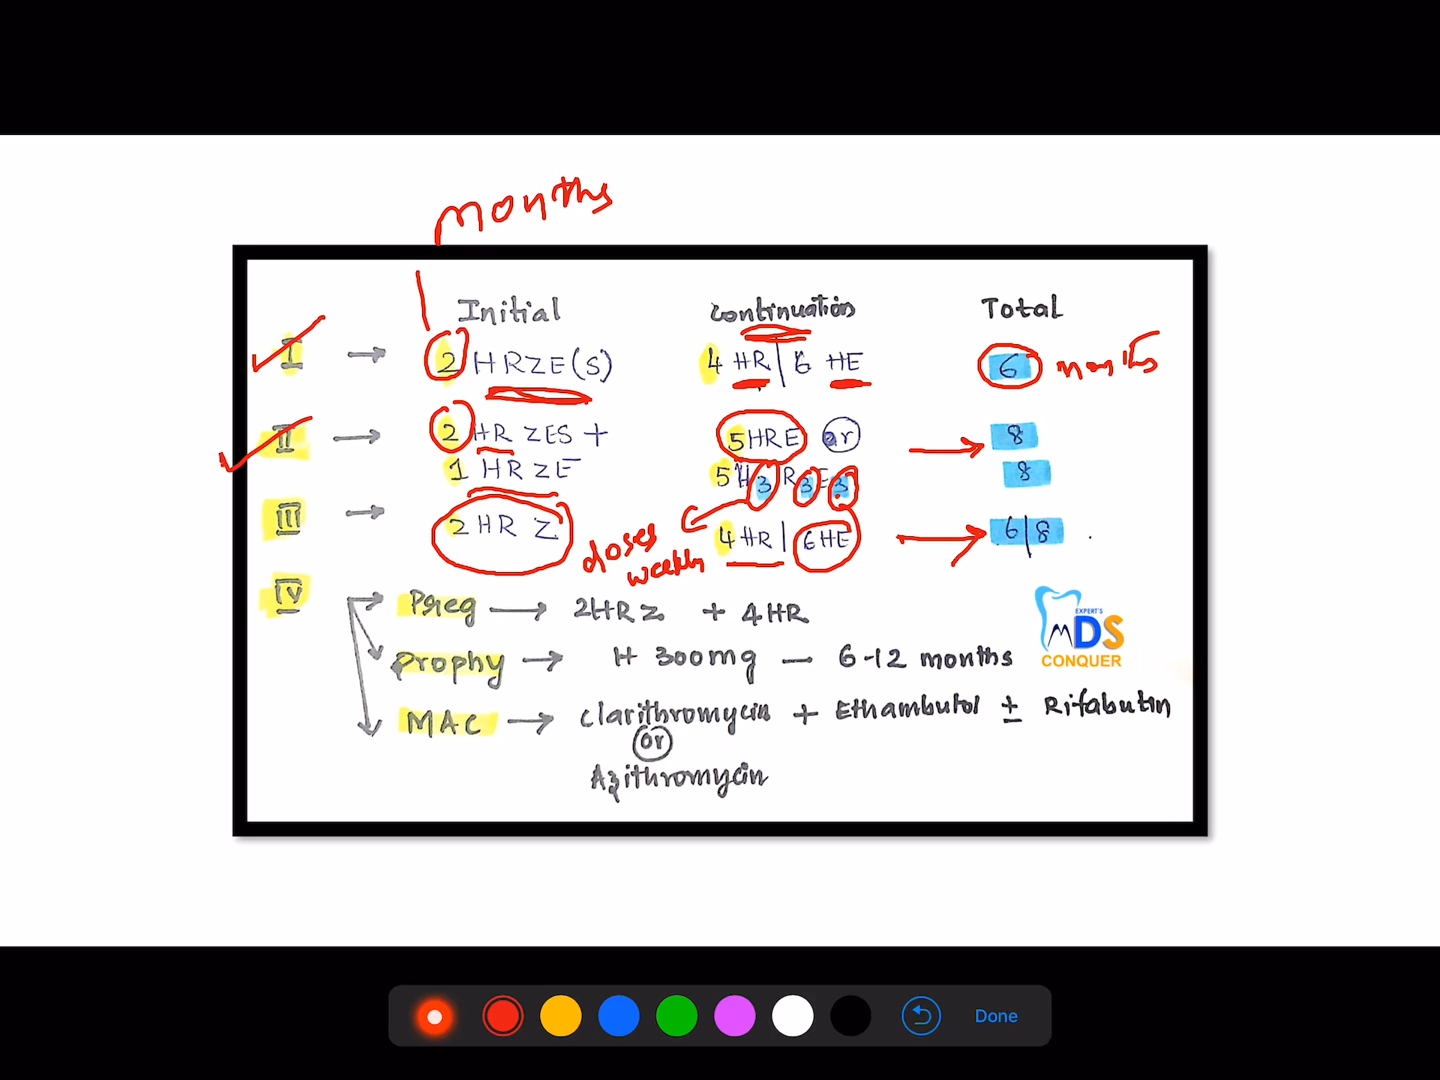 months
Initial Continuation Total
I → 2 HRZE(S) 4 HR | 6 HE 6 months
II → 2 HR ZES + 5HRE or 8
1 HRZE 5H3R3E3 8
III → 2 HR Z doses weekly 4 HR | 6HE 6|8
IV Preg → 2HRZ + 4HR
Prophy → H 300mg — 6-12 months
MAC → Clarithromycin + Ethambutol ± Rifabutin
or
Azithromycin
EXPERT'S
MDS
CONQUER
Done